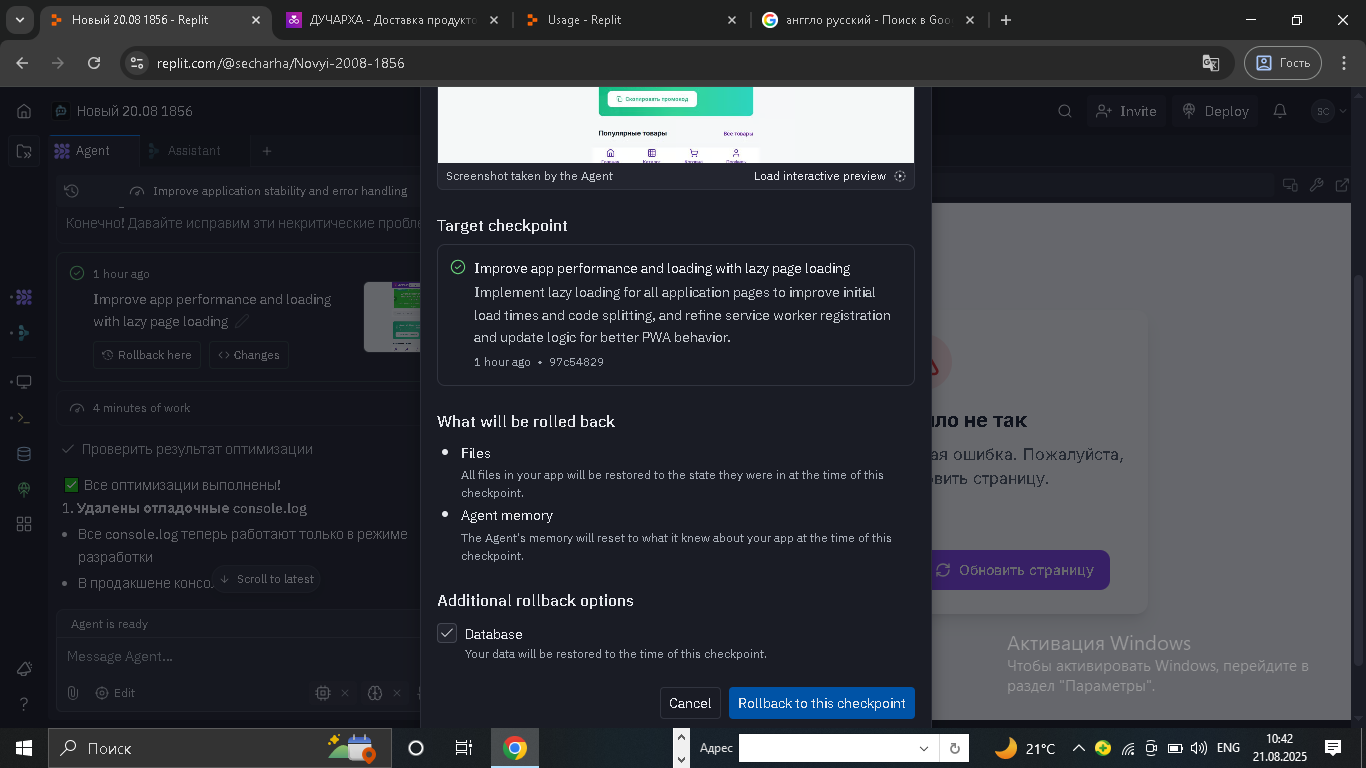 Новый 20.08 1856 - Replit
ДУЧАРХА - Доставка продукто
Usage - Replit
англо русский - Поиск в Goo
replit.com/@secharha/Novyi-2008-1856
Гость
Новый 20.08 1856
Invite
Deploy
SC
Agent
Assistant
Improve application stability and error handling
Конечно! Давайте исправим эти некритические пробле
1 hour ago
Improve app performance and loading
with lazy page loading
Rollback here
Changes
4 minutes of work
Проверить результат оптимизации
Все оптимизации выполнены!
1. Удалены отладочные console.log
Все console.log теперь работают только в режиме
разработки
В продакшене консо
Scroll to latest
Agent is ready
Message Agent...
Edit
Скопировать промокод
Популярные товары
Все товары
Главная
Каталог
Корзина
Профиль
Screenshot taken by the Agent
Load interactive preview
Target checkpoint
Improve app performance and loading with lazy page loading
Implement lazy loading for all application pages to improve initial
load times and code splitting, and refine service worker registration
and update logic for better PWA behavior.
1 hour ago • 97c54829
What will be rolled back
Files
All files in your app will be restored to the state they were in at the time of this
checkpoint.
Agent memory
The Agent's memory will reset to what it knew about your app at the time of this
checkpoint.
Additional rollback options
Database
Your data will be restored to the time of this checkpoint.
Cancel
Rollback to this checkpoint
ло не так
ая ошибка. Пожалуйста,
вить страницу.
Обновить страницу
Активация Windows
Чтобы активировать Windows, перейдите в
раздел "Параметры".
Поиск
Адрес
21°C
ENG
10:42
21.08.2025